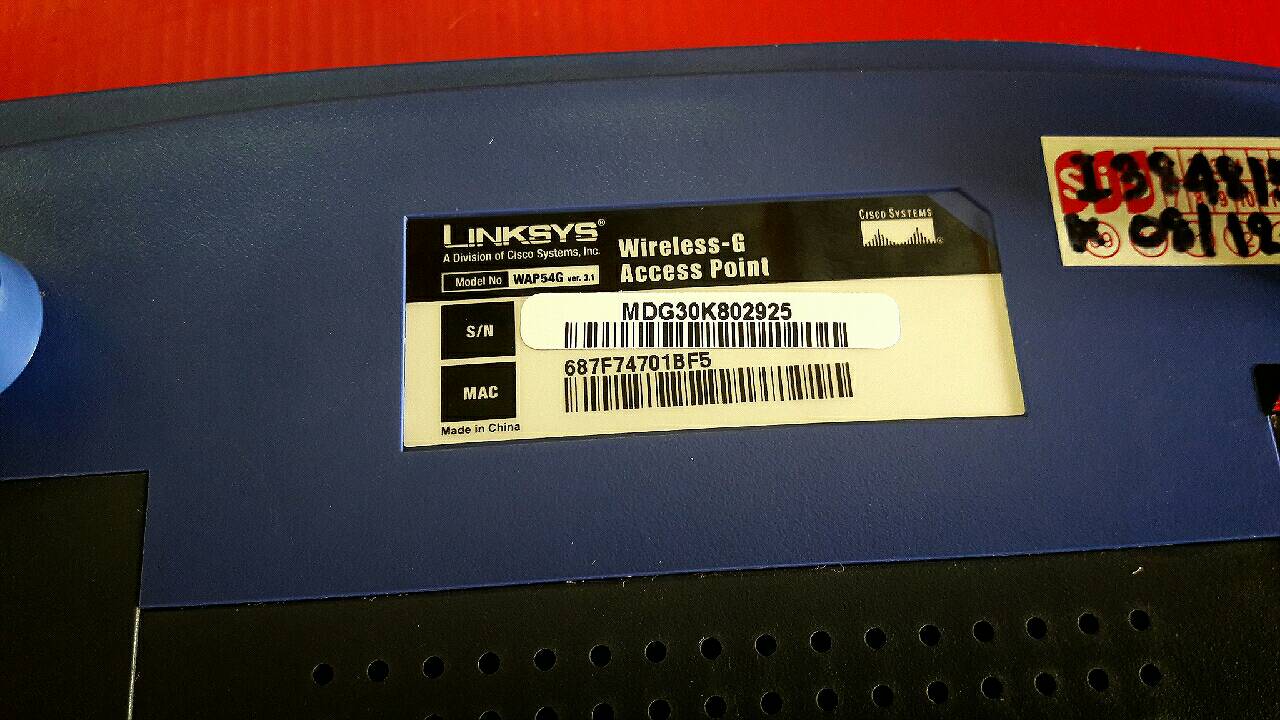 LINKSYS®
A Division of Cisco Systems, Inc.
Model No WAP54G ver. 3.1
Wireless-G
Access Point
CISCO SYSTEMS
S/N
MDG30K802925
MAC
687F74701BF5
Made in China
SiS